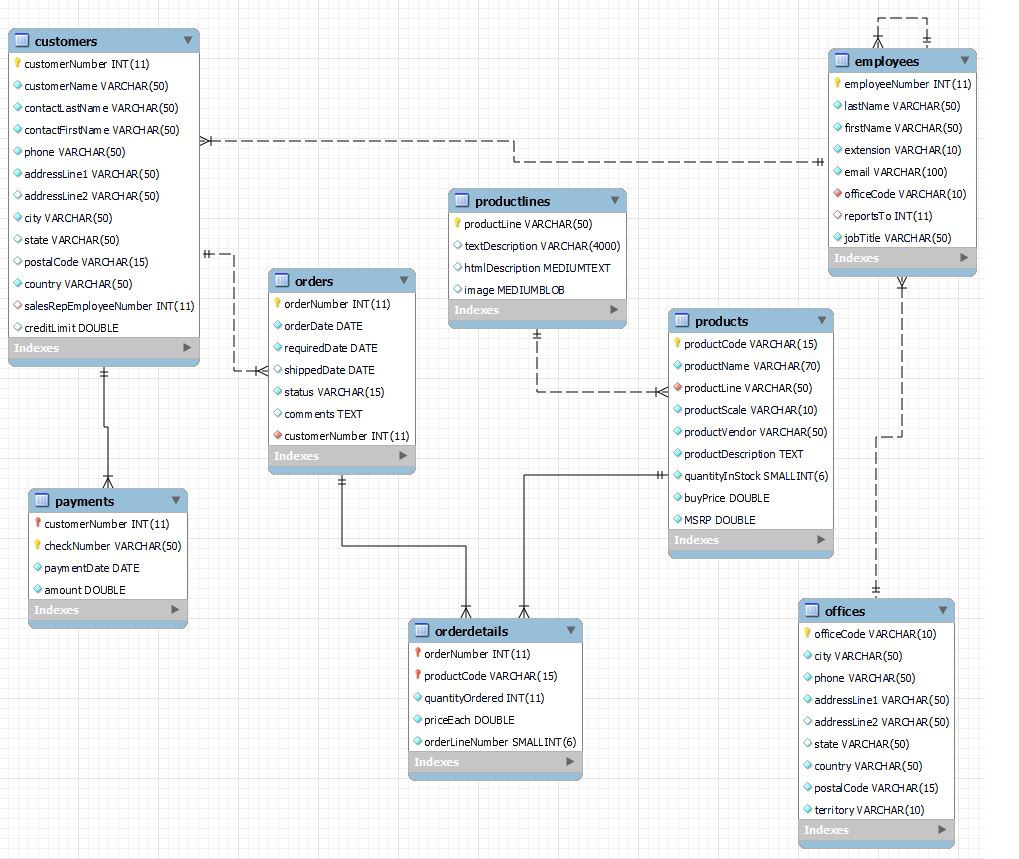 customers
customerNumber INT(11)
customerName VARCHAR(50)
contactLastName VARCHAR(50)
contactFirstName VARCHAR(50)
phone VARCHAR(50)
addressLine1 VARCHAR(50)
addressLine2 VARCHAR(50)
city VARCHAR(50)
state VARCHAR(50)
postalCode VARCHAR(15)
country VARCHAR(50)
salesRepEmployeeNumber INT(11)
creditLimit DOUBLE
Indexes
employees
employeeNumber INT(11)
lastName VARCHAR(50)
firstName VARCHAR(50)
extension VARCHAR(10)
email VARCHAR(100)
officeCode VARCHAR(10)
reportsTo INT(11)
jobTitle VARCHAR(50)
Indexes
productlines
productLine VARCHAR(50)
textDescription VARCHAR(4000)
htmlDescription MEDIUMTEXT
image MEDIUMBLOB
Indexes
orders
orderNumber INT(11)
orderDate DATE
requiredDate DATE
shippedDate DATE
status VARCHAR(15)
comments TEXT
customerNumber INT(11)
Indexes
products
productCode VARCHAR(15)
productName VARCHAR(70)
productLine VARCHAR(50)
productScale VARCHAR(10)
productVendor VARCHAR(50)
productDescription TEXT
quantityInStock SMALLINT(6)
buyPrice DOUBLE
MSRP DOUBLE
Indexes
payments
customerNumber INT(11)
checkNumber VARCHAR(50)
paymentDate DATE
amount DOUBLE
Indexes
orderdetails
orderNumber INT(11)
productCode VARCHAR(15)
quantityOrdered INT(11)
priceEach DOUBLE
orderLineNumber SMALLINT(6)
Indexes
offices
officeCode VARCHAR(10)
city VARCHAR(50)
phone VARCHAR(50)
addressLine1 VARCHAR(50)
addressLine2 VARCHAR(50)
state VARCHAR(50)
country VARCHAR(50)
postalCode VARCHAR(15)
territory VARCHAR(10)
Indexes